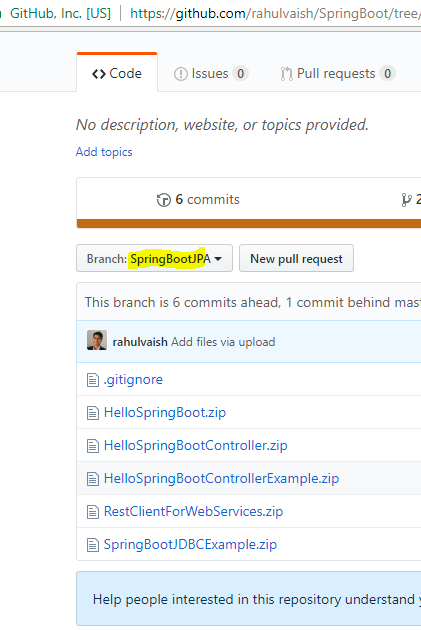 GitHub, Inc. [US] | https://github.com/rahulvaish/SpringBoot/tree/
Code Issues 0 Pull requests 0
No description, website, or topics provided.
Add topics
6 commits 2
Branch: SpringBootJPA New pull request
This branch is 6 commits ahead, 1 commit behind mas
rahulvaish Add files via upload
.gitignore
HelloSpringBoot.zip
HelloSpringBootController.zip
HelloSpringBootControllerExample.zip
RestClientForWebServices.zip
SpringBootJDBCExample.zip
Help people interested in this repository understand y